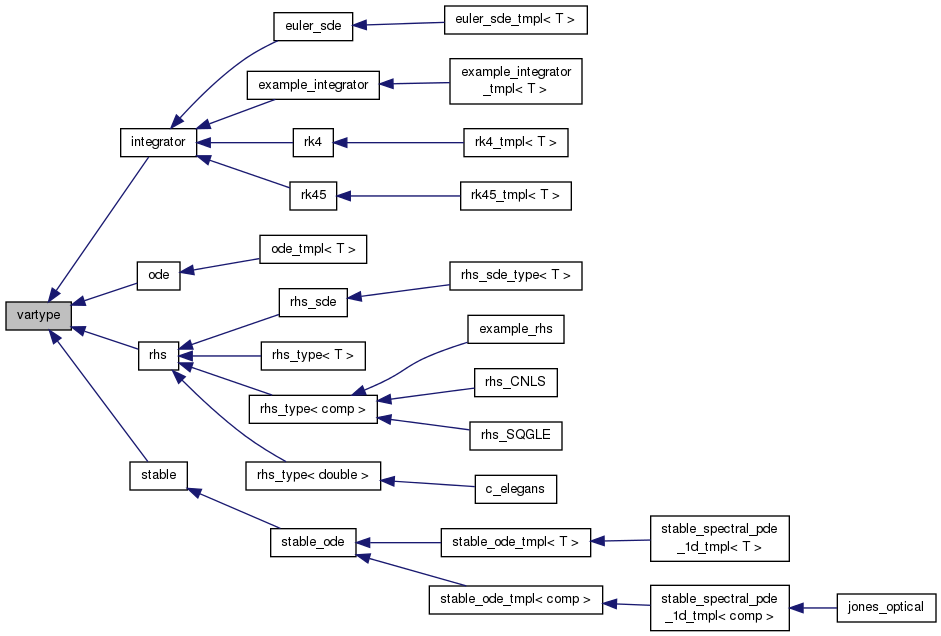 euler_sde
euler_sde_tmpl< T >
example_integrator
example_integrator
_tmpl< T >
integrator
rk4
rk4_tmpl< T >
rk45
rk45_tmpl< T >
ode
ode_tmpl< T >
vartype
rhs_sde
rhs_sde_type< T >
rhs
rhs_type< T >
example_rhs
rhs_type< comp >
rhs_CNLS
rhs_SQGLE
stable
rhs_type< double >
c_elegans
stable_ode
stable_ode_tmpl< T >
stable_spectral_pde
_1d_tmpl< T >
stable_ode_tmpl< comp >
stable_spectral_pde
_1d_tmpl< comp >
jones_optical